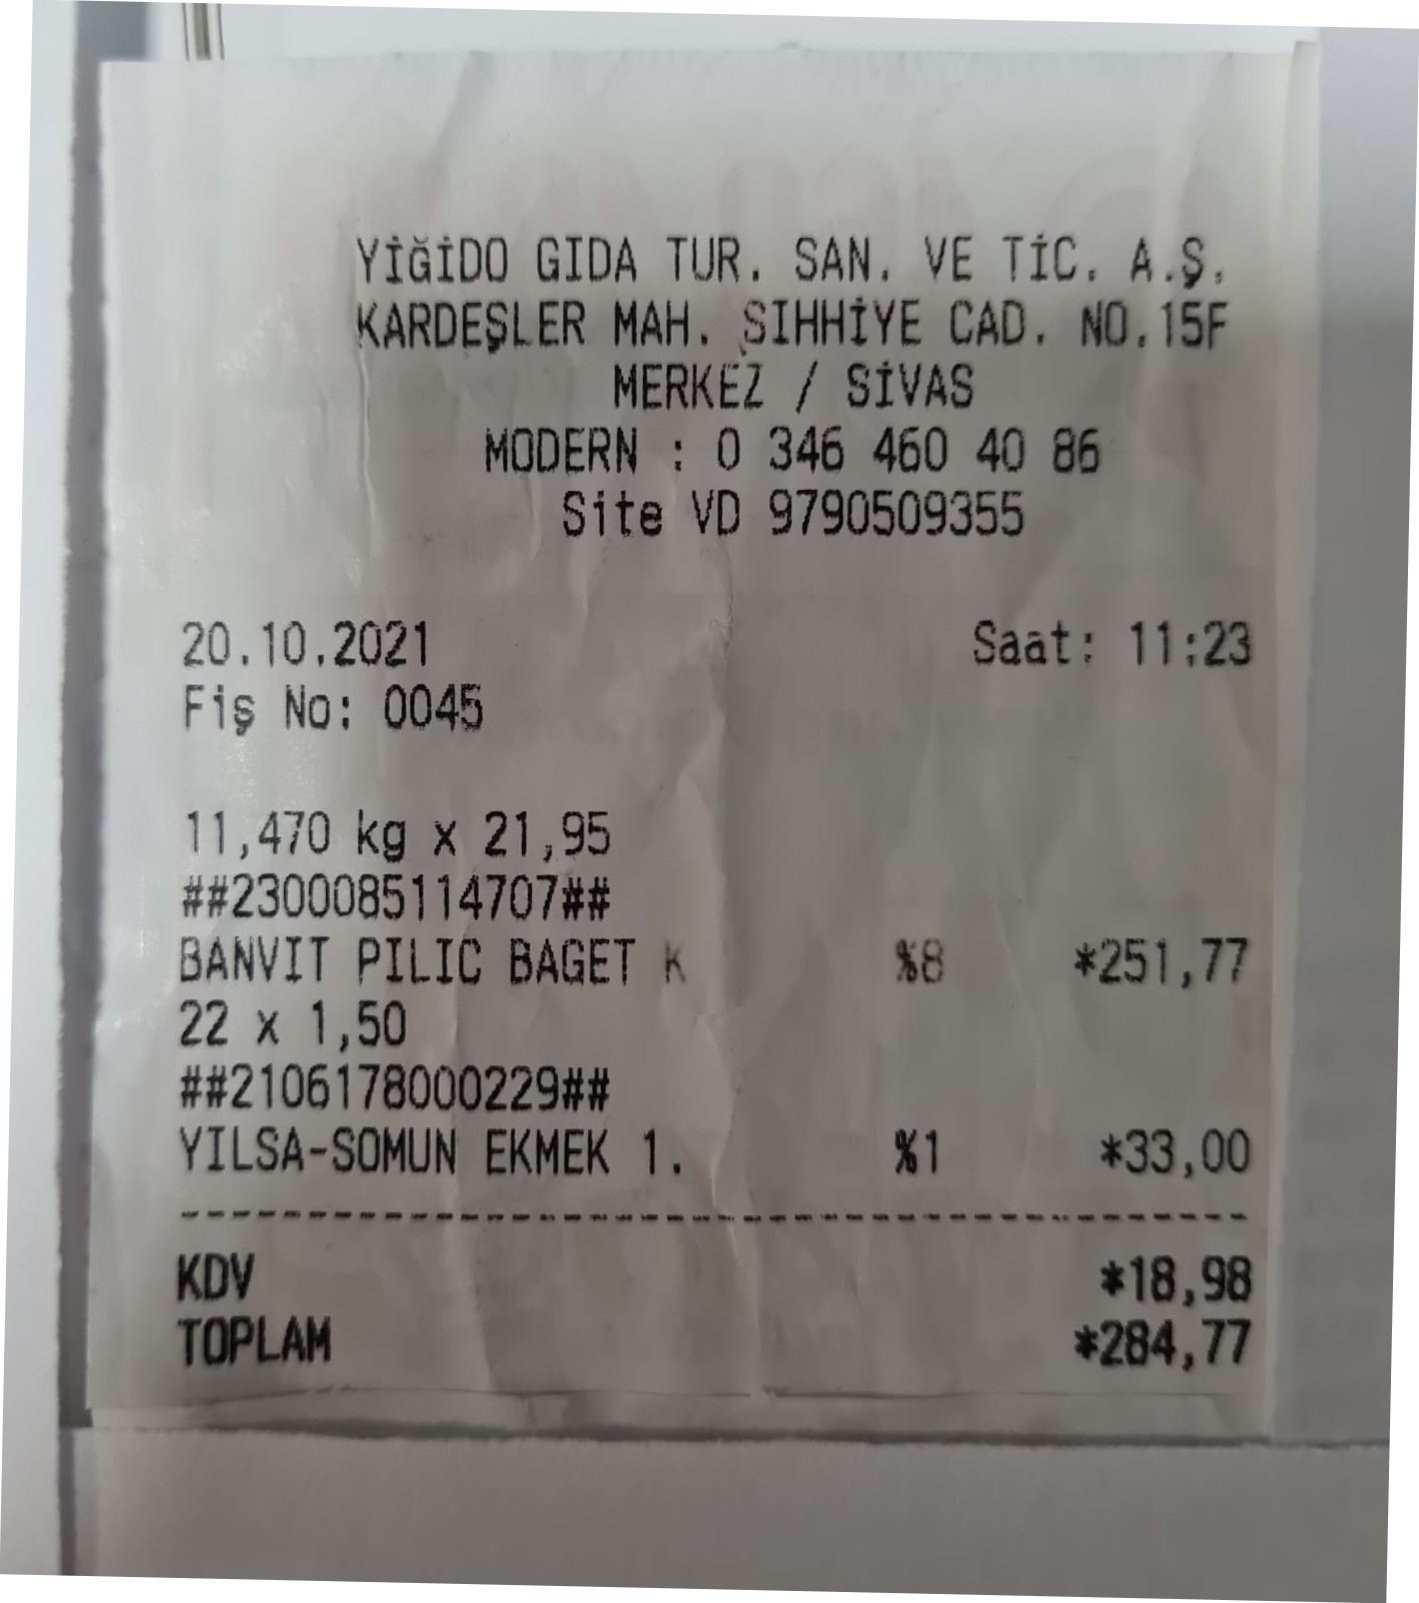 YİĞİDO GIDA TUR. SAN. VE TİC. A.Ş.
KARDEŞLER MAH. SIHHİYE CAD. NO.15F
MERKEZ / SİVAS
MODERN : 0 346 460 40 86
Site VD 9790509355
20.10.2021 Saat: 11:23
Fiş No: 0045
11,470 kg x 21,95
##2300085114707##
BANVIT PILIC BAGET K %8 *251,77
22 x 1,50
##2106178000229##
YILSA-SOMUN EKMEK 1. %1 *33,00
KDV *18,98
TOPLAM *284,77